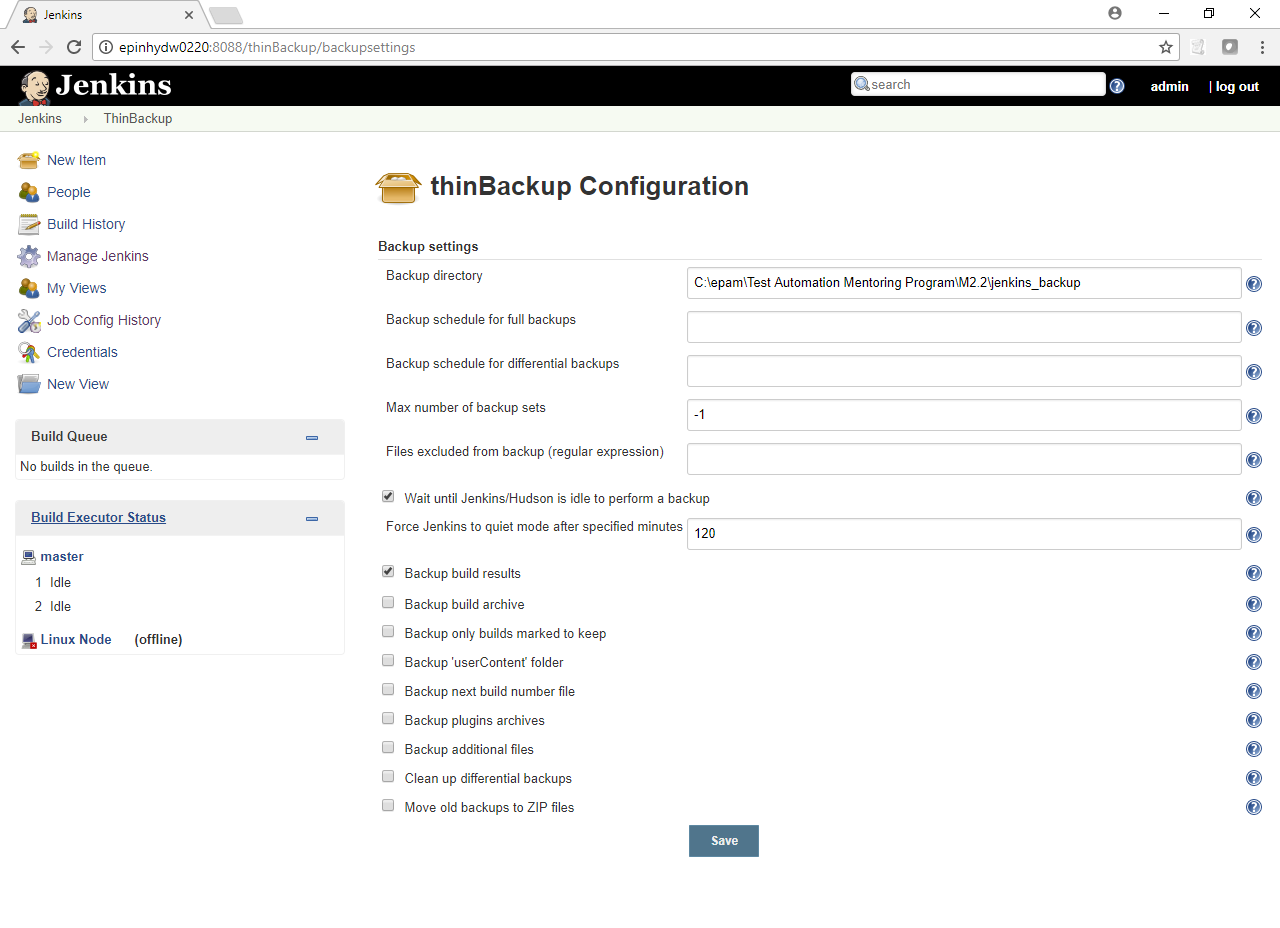 Jenkins
epinhydw0220:8088/thinBackup/backupsettings
Jenkins
search
admin
| log out
Jenkins
ThinBackup
New Item
People
Build History
Manage Jenkins
My Views
Job Config History
Credentials
New View
Build Queue
No builds in the queue.
Build Executor Status
master
1 Idle
2 Idle
Linux Node (offline)
thinBackup Configuration
Backup settings
Backup directory
C:\epam\Test Automation Mentoring Program\M2.2\jenkins_backup
Backup schedule for full backups
Backup schedule for differential backups
Max number of backup sets
-1
Files excluded from backup (regular expression)
Wait until Jenkins/Hudson is idle to perform a backup
Force Jenkins to quiet mode after specified minutes
120
Backup build results
Backup build archive
Backup only builds marked to keep
Backup 'userContent' folder
Backup next build number file
Backup plugins archives
Backup additional files
Clean up differential backups
Move old backups to ZIP files
Save